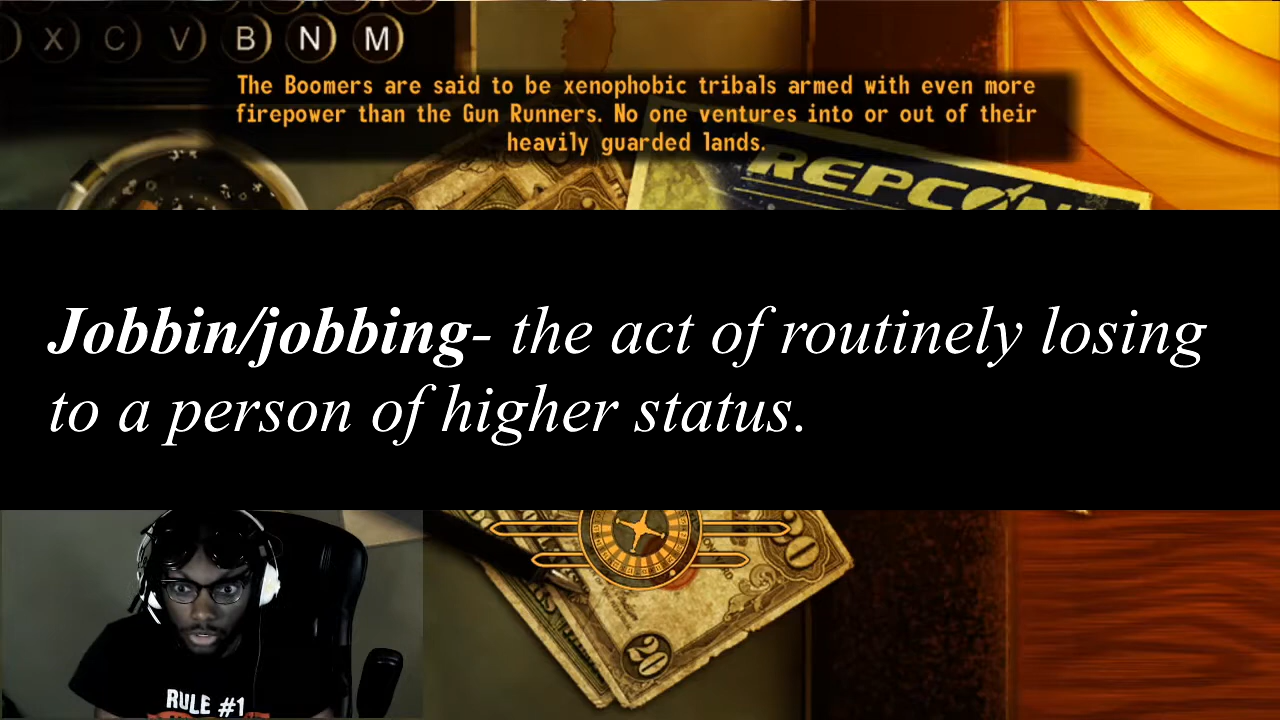 X C V B N M
The Boomers are said to be xenophobic tribals armed with even more
firepower than the Gun Runners. No one ventures into or out of their
heavily guarded lands.
REPCON
Jobbin/jobbing- the act of routinely losing
to a person of higher status.
20
RULE #1